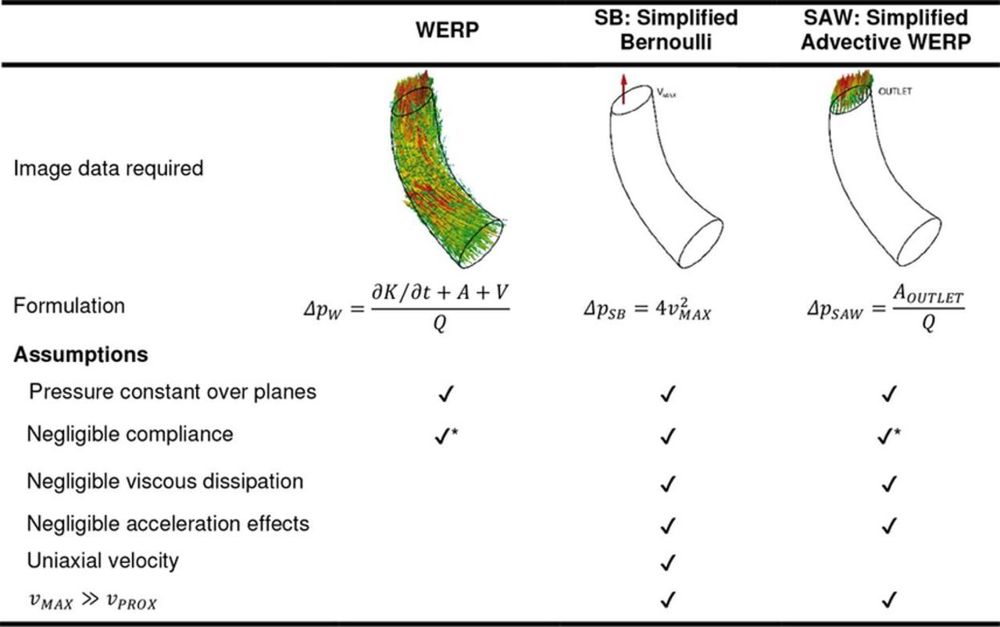 WERP
SB: Simplified
Bernoulli
SAW: Simplified
Advective WERP
Image data required
V_MAX
OUTLET
Formulation
Δp_W = (∂K/∂t + A + V) / Q
Δp_SB = 4v²_MAX
Δp_SAW = A_OUTLET / Q
Assumptions
Pressure constant over planes ✓ ✓ ✓
Negligible compliance ✓* ✓ ✓*
Negligible viscous dissipation ✓ ✓
Negligible acceleration effects ✓ ✓
Uniaxial velocity ✓
v_MAX ≫ v_PROX ✓ ✓